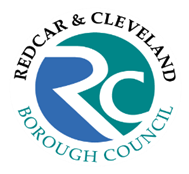 REDCAR & CLEVELAND
RC
BOROUGH COUNCIL